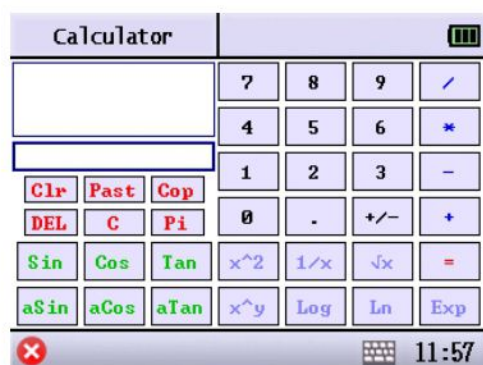 Calculator
7 8 9 /
4 5 6 *
1 2 3 -
Clr Past Cop
0 . +/- +
DEL C Pi
Sin Cos Tan x^2 1/x √x =
aSin aCos aTan x^y Log Ln Exp
11:57